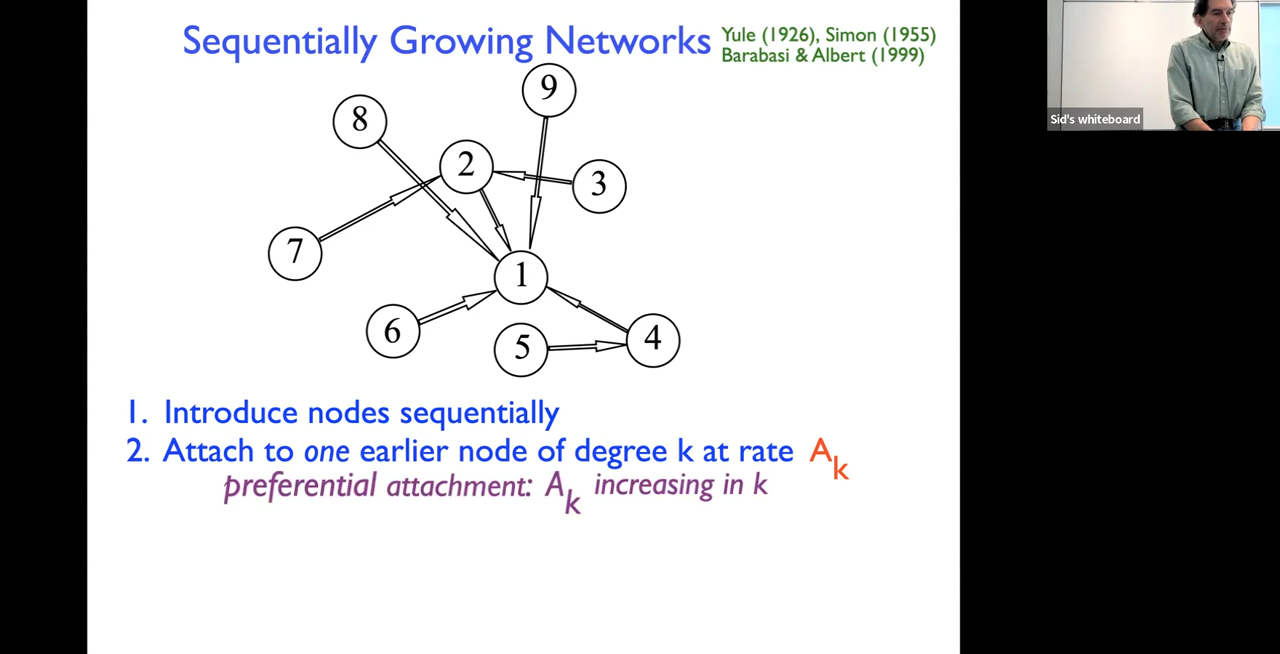 Sequentially Growing Networks
Yule (1926), Simon (1955)
Barabasi & Albert (1999)
9
8
2
3
7
1
6
5
4
1. Introduce nodes sequentially
2. Attach to one earlier node of degree k at rate Ak
preferential attachment: Ak increasing in k
Sid's whiteboard